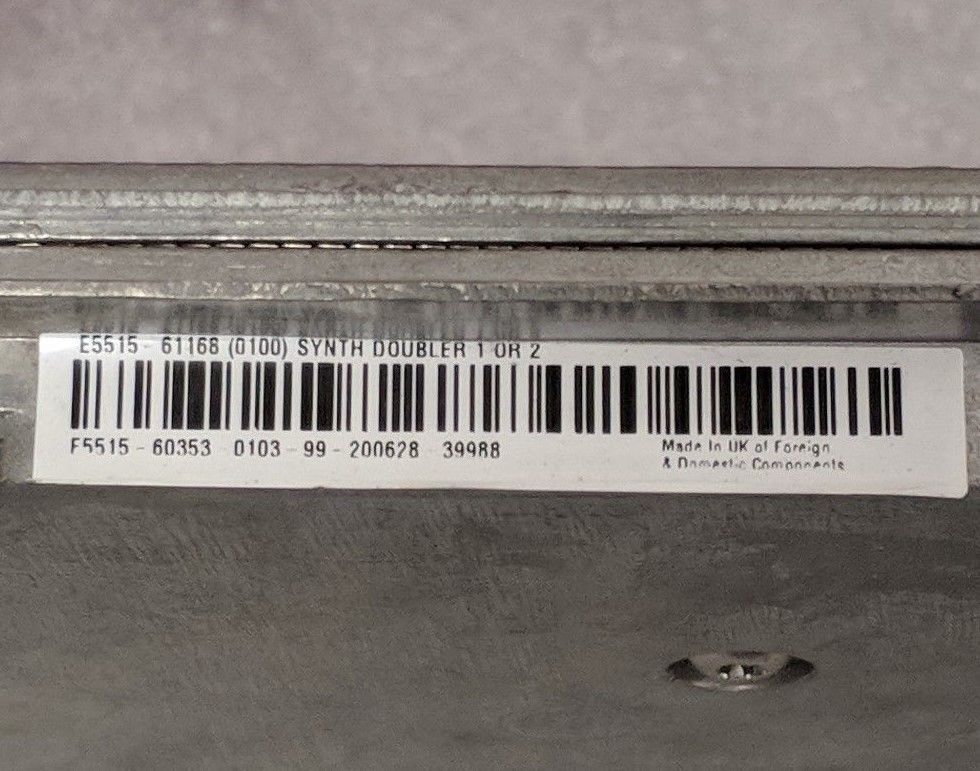 E5515 - 61168 (0100) SYNTH DOUBLER 1 OR 2
E5515 - 60353 0103 - 99 - 200628 39988
Made In UK of Foreign
& Domestic Components